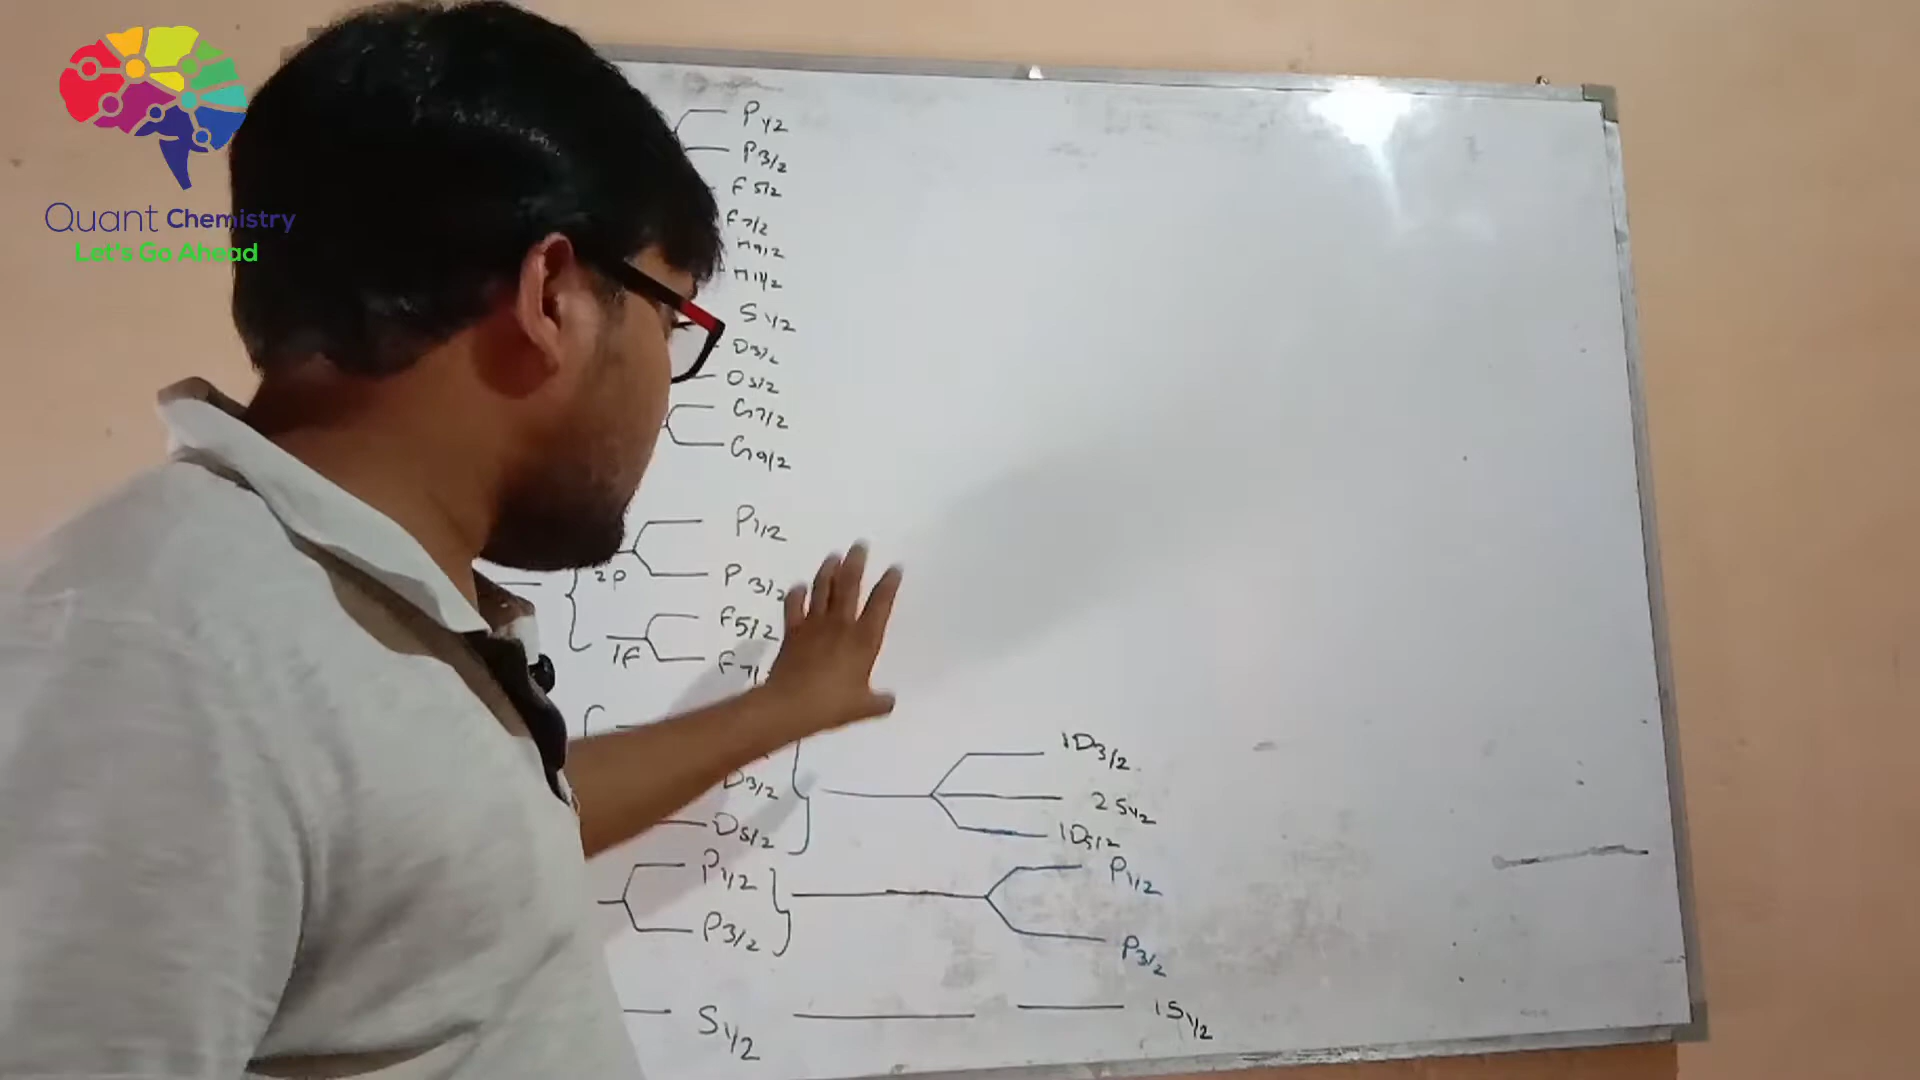 Quant Chemistry
Let's Go Ahead
P1/2
P3/2
F5/2
F7/2
H9/2
H11/2
S1/2
D3/2
D5/2
G7/2
G9/2
P1/2
2P
P3/2
F5/2
1F
F7/
1D3/2
D3/2
2S1/2
D5/2
1D5/2
P1/2
P1/2
P3/2
P3/2
S1/2
1S1/2